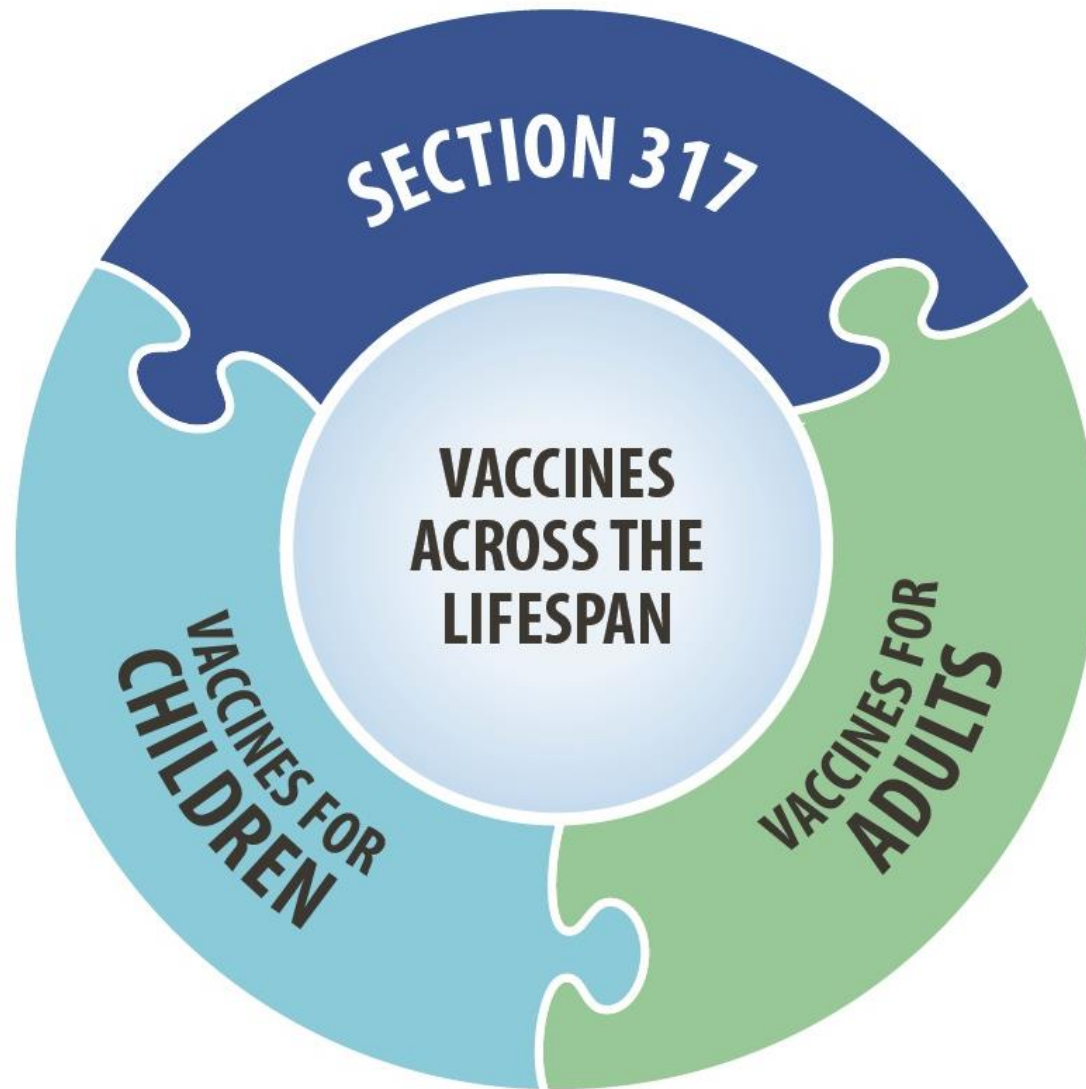 SECTION 317
VACCINES
ACROSS THE
LIFESPAN
VACCINES FOR
CHILDREN
VACCINES FOR
ADULTS